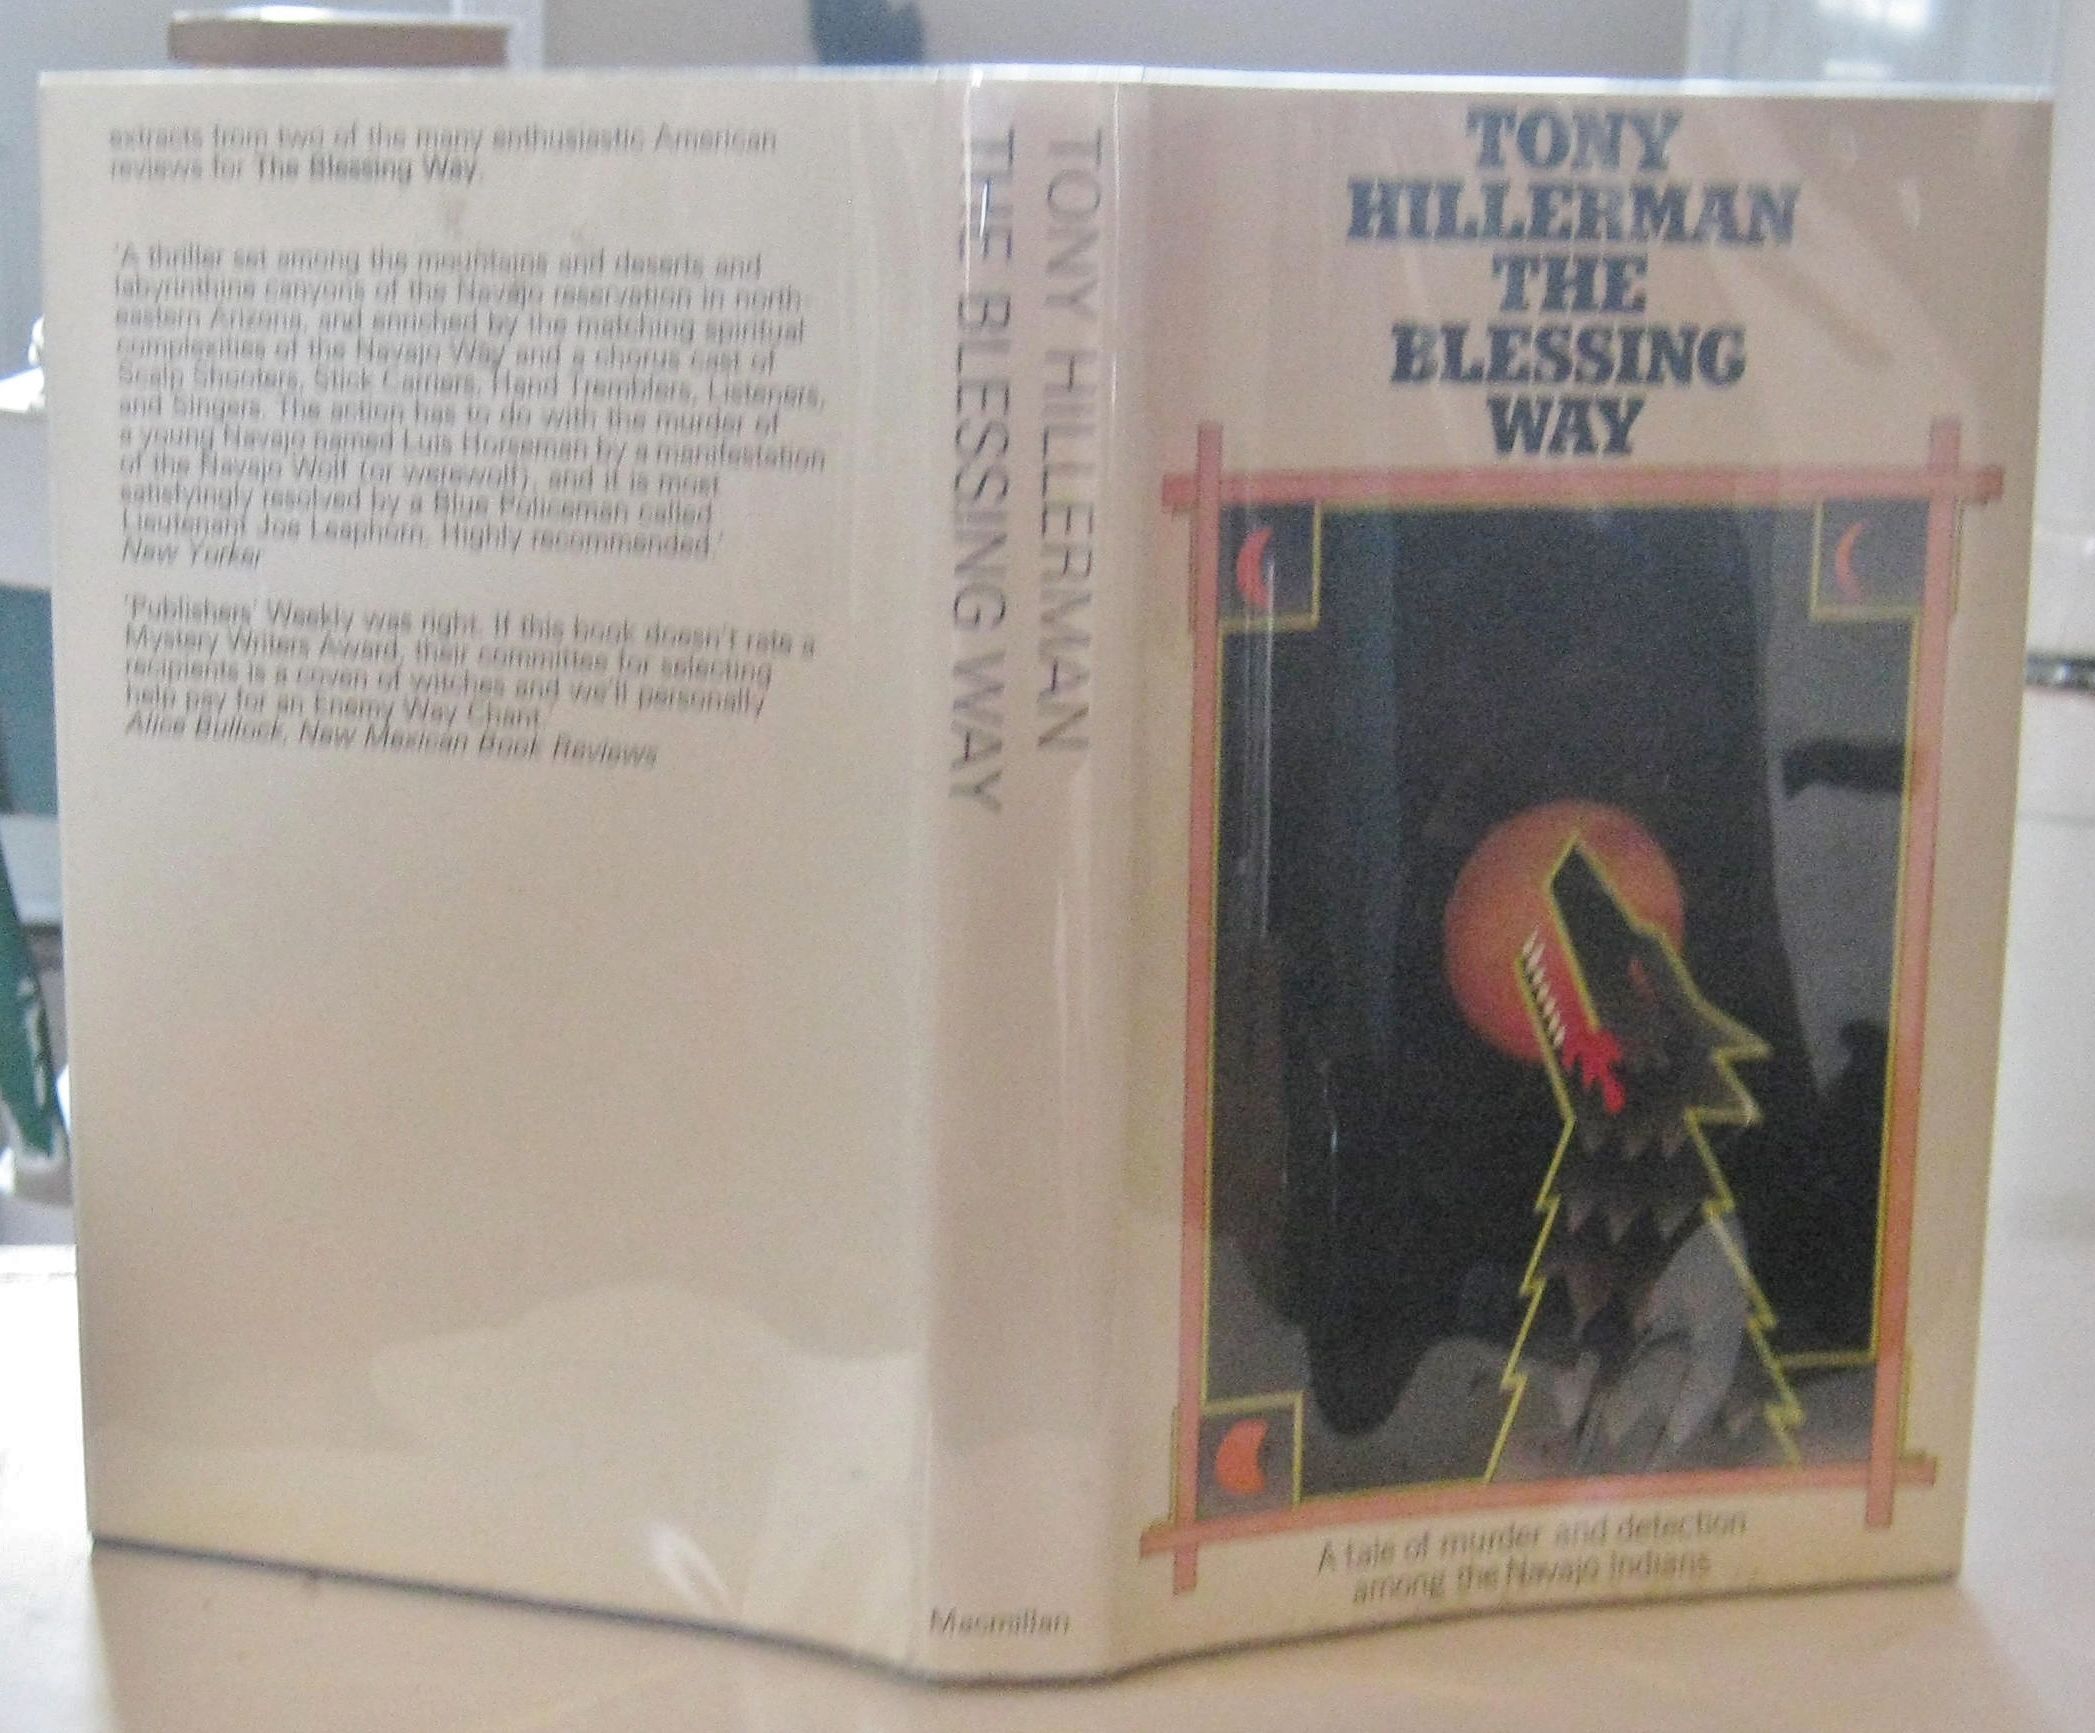 extracts from two of the many enthusiastic American
reviews for The Blessing Way.
'A thriller set among the mountains and deserts and
labyrinthine canyons of the Navajo reservation in north-
eastern Arizona, and enriched by the matching spiritual
complexities of the Navajo Way and a chorus cast of
Scalp Shooters, Stick Carriers, Hand Tremblers, Listeners,
and Singers. The action has to do with the murder of
a young Navajo named Luis Horseman by a manifestation
of the Navajo Wolf (or werewolf), and it is most
satisfyingly resolved by a Blue Policeman called
Lieutenant Joe Leaphorn. Highly recommended.'
New Yorker
'Publishers' Weekly was right. If this book doesn't rate a
Mystery Writers Award, their committee for selecting
recipients is a coven of witches and we'll personally
help pay for an Enemy Way Chant.'
Alice Bullock, New Mexican Book Reviews
TONY HILLERMAN
THE BLESSING WAY
Macmillan
TONY
HILLERMAN
THE
BLESSING
WAY
A tale of murder and detection
among the Navajo Indians